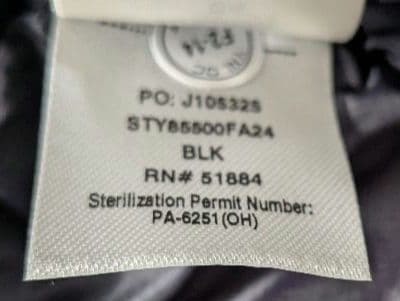 PO: J105325
STY85500FA24
BLK
RN# 51884
Sterilization Permit Number:
PA-6251(OH)